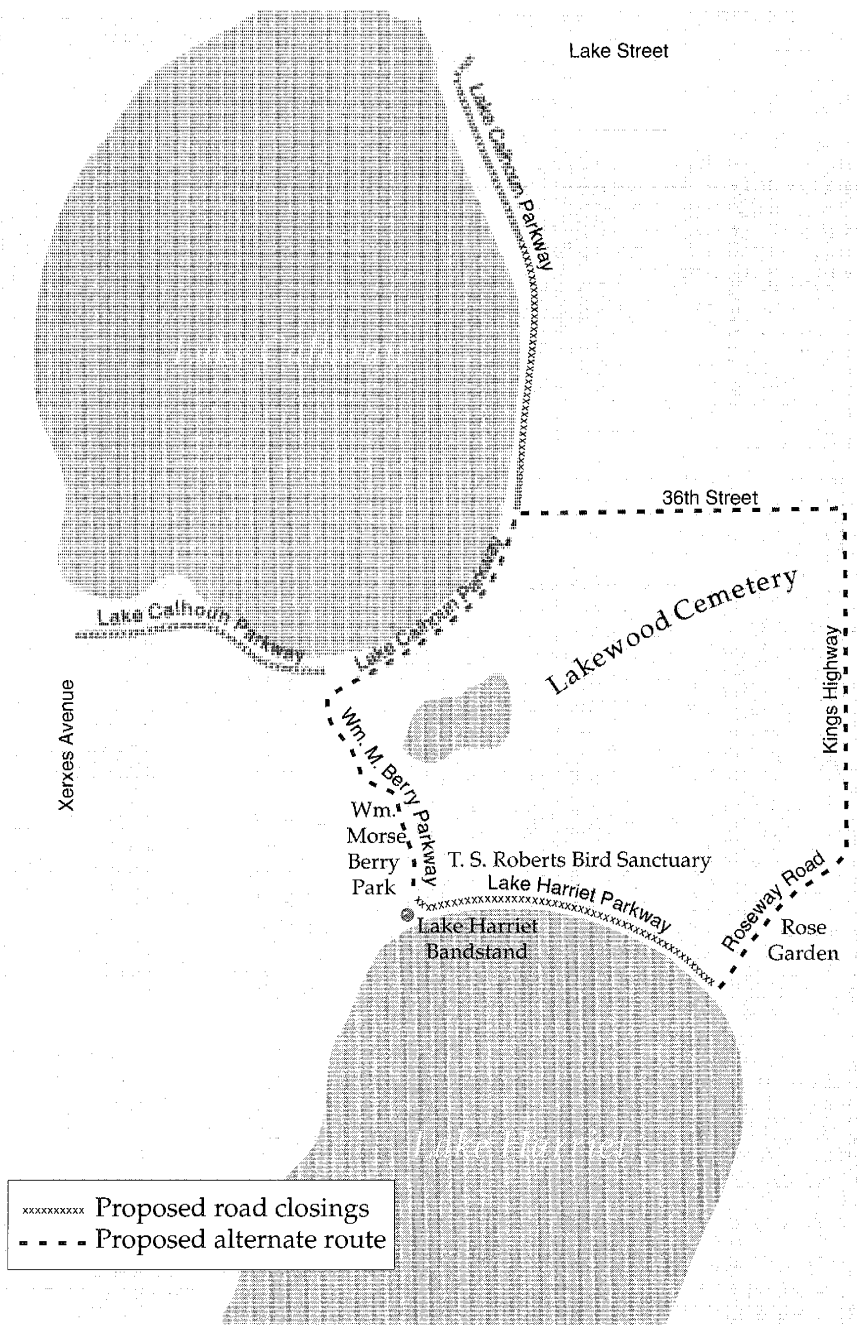 Lake Street
Lake Calhoun Parkway
36th Street
Lake Calhoun Parkway
Lakewood Cemetery
Lake Calhoun Parkway
Kings Highway
Xerxes Avenue
Wm. M. Berry Parkway
Wm.
Morse
Berry
Park
T. S. Roberts Bird Sanctuary
Lake Harriet Parkway
Roseway Road
Rose
Garden
Lake Harriet
Bandstand
xxxxxxxxxx Proposed road closings
Proposed alternate route